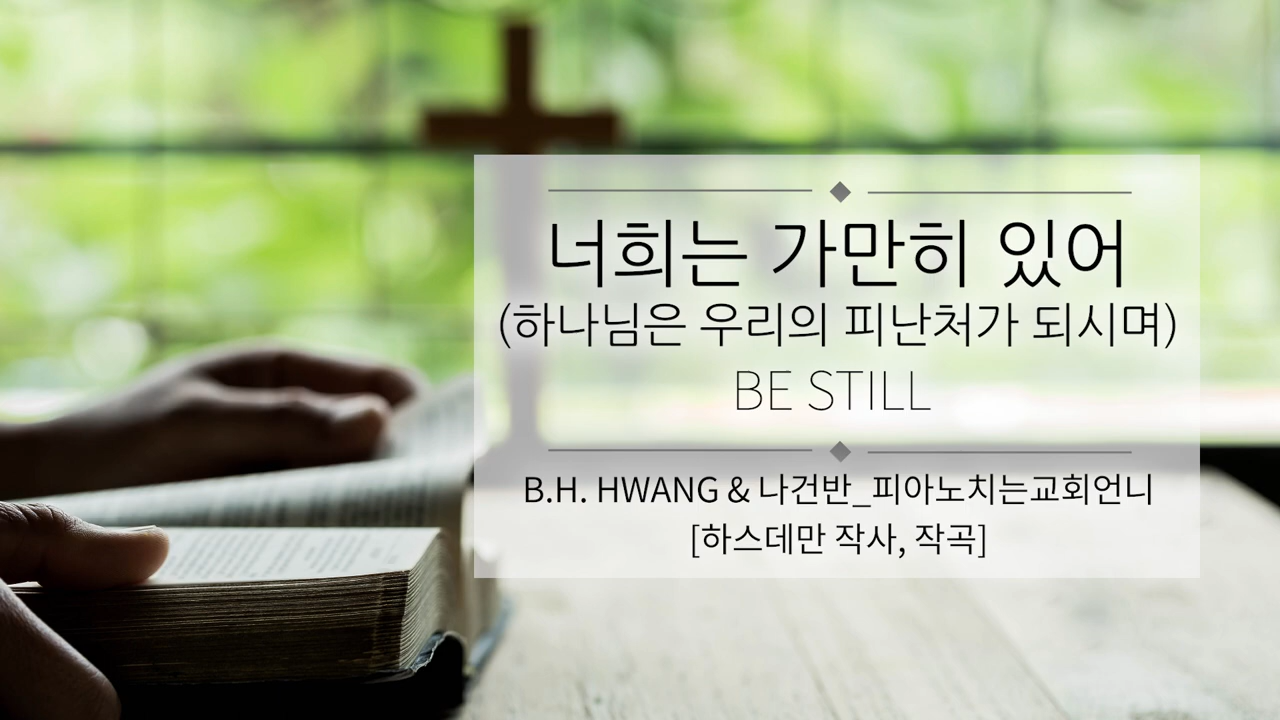 너희는 가만히 있어
(하나님은 우리의 피난처가 되시며)
BE STILL
B.H. HWANG & 나건반_피아노치는교회언니
[하스데만 작사, 작곡]